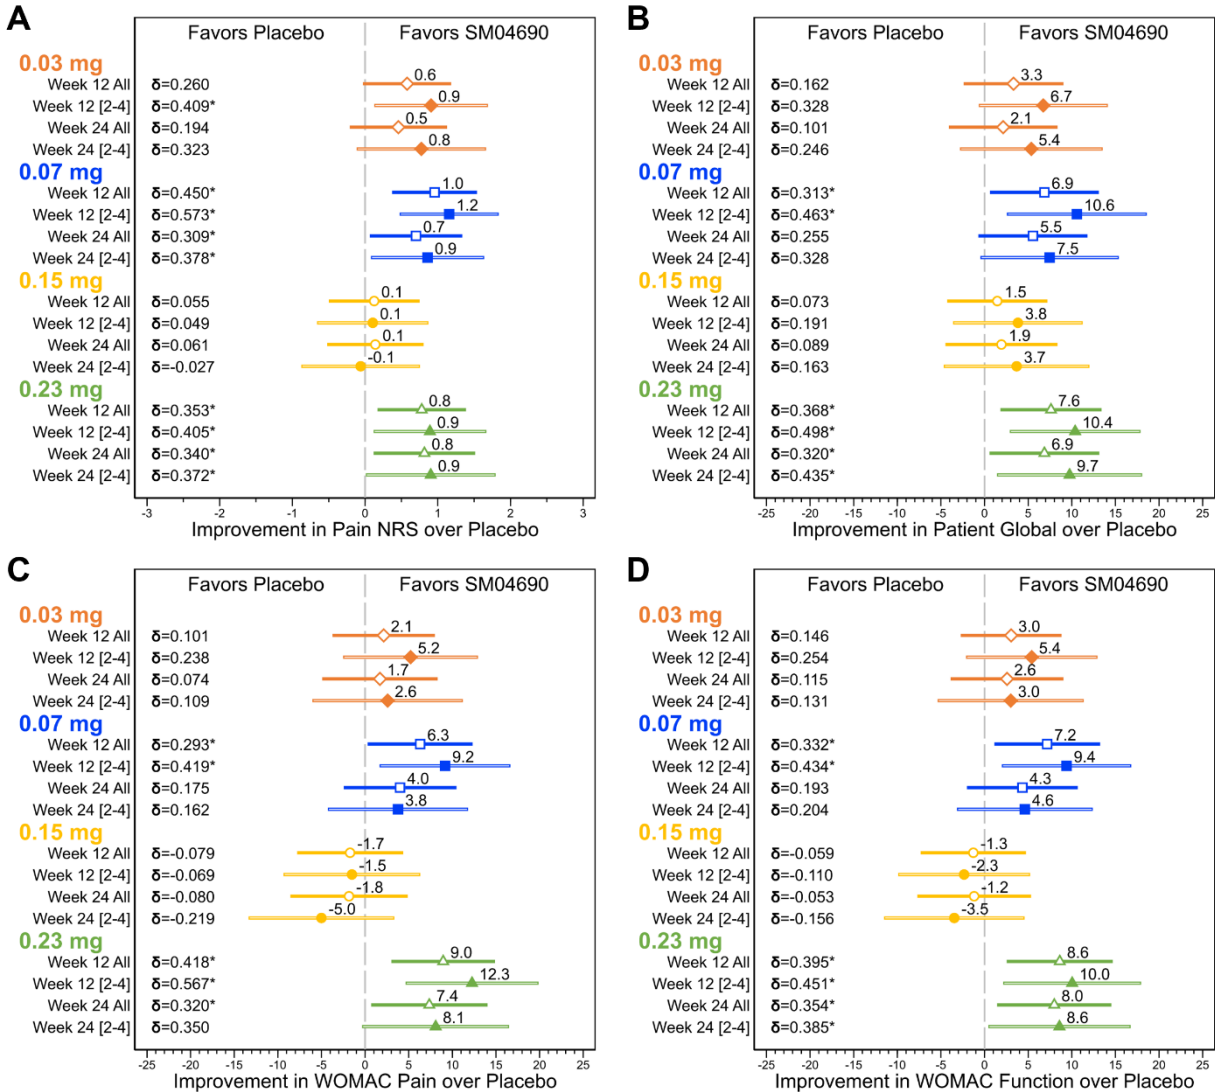 A
Favors Placebo Favors SM04690
0.03 mg
Week 12 All δ=0.260 0.6
Week 12 [2-4] δ=0.409* 0.9
Week 24 All δ=0.194 0.5
Week 24 [2-4] δ=0.323 0.8
0.07 mg
Week 12 All δ=0.450* 1.0
Week 12 [2-4] δ=0.573* 1.2
Week 24 All δ=0.309* 0.7
Week 24 [2-4] δ=0.378* 0.9
0.15 mg
Week 12 All δ=0.055 0.1
Week 12 [2-4] δ=0.049 0.1
Week 24 All δ=0.061 0.1
Week 24 [2-4] δ=-0.027 -0.1
0.23 mg
Week 12 All δ=0.353* 0.8
Week 12 [2-4] δ=0.405* 0.9
Week 24 All δ=0.340* 0.8
Week 24 [2-4] δ=0.372* 0.9
-3 -2 -1 0 1 2 3
Improvement in Pain NRS over Placebo
B
Favors Placebo Favors SM04690
0.03 mg
Week 12 All δ=0.162 3.3
Week 12 [2-4] δ=0.328 6.7
Week 24 All δ=0.101 2.1
Week 24 [2-4] δ=0.246 5.4
0.07 mg
Week 12 All δ=0.313* 6.9
Week 12 [2-4] δ=0.463* 10.6
Week 24 All δ=0.255 5.5
Week 24 [2-4] δ=0.328 7.5
0.15 mg
Week 12 All δ=0.073 1.5
Week 12 [2-4] δ=0.191 3.8
Week 24 All δ=0.089 1.9
Week 24 [2-4] δ=0.163 3.7
0.23 mg
Week 12 All δ=0.368* 7.6
Week 12 [2-4] δ=0.498* 10.4
Week 24 All δ=0.320* 6.9
Week 24 [2-4] δ=0.435* 9.7
-25 -20 -15 -10 -5 0 5 10 15 20 25
Improvement in Patient Global over Placebo
C
Favors Placebo Favors SM04690
0.03 mg
Week 12 All δ=0.101 2.1
Week 12 [2-4] δ=0.238 5.2
Week 24 All δ=0.074 1.7
Week 24 [2-4] δ=0.109 2.6
0.07 mg
Week 12 All δ=0.293* 6.3
Week 12 [2-4] δ=0.419* 9.2
Week 24 All δ=0.175 4.0
Week 24 [2-4] δ=0.162 3.8
0.15 mg
Week 12 All δ=-0.079 -1.7
Week 12 [2-4] δ=-0.069 -1.5
Week 24 All δ=-0.080 -1.8
Week 24 [2-4] δ=-0.219 -5.0
0.23 mg
Week 12 All δ=0.418* 9.0
Week 12 [2-4] δ=0.567* 12.3
Week 24 All δ=0.320* 7.4
Week 24 [2-4] δ=0.350 8.1
-25 -20 -15 -10 -5 0 5 10 15 20 25
Improvement in WOMAC Pain over Placebo
D
Favors Placebo Favors SM04690
0.03 mg
Week 12 All δ=0.146 3.0
Week 12 [2-4] δ=0.254 5.4
Week 24 All δ=0.115 2.6
Week 24 [2-4] δ=0.131 3.0
0.07 mg
Week 12 All δ=0.332* 7.2
Week 12 [2-4] δ=0.434* 9.4
Week 24 All δ=0.193 4.3
Week 24 [2-4] δ=0.204 4.6
0.15 mg
Week 12 All δ=-0.059 -1.3
Week 12 [2-4] δ=-0.110 -2.3
Week 24 All δ=-0.053 -1.2
Week 24 [2-4] δ=-0.156 -3.5
0.23 mg
Week 12 All δ=0.395* 8.6
Week 12 [2-4] δ=0.451* 10.0
Week 24 All δ=0.354* 8.0
Week 24 [2-4] δ=0.385* 8.6
-25 -20 -15 -10 -5 0 5 10 15 20 25
Improvement in WOMAC Function over Placebo